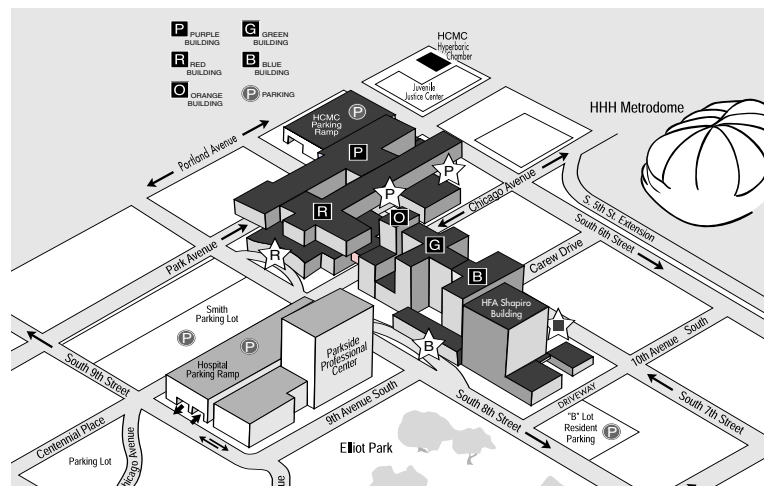 P PURPLE
BUILDING
G GREEN
BUILDING
R RED
BUILDING
B BLUE
BUILDING
O ORANGE
BUILDING
P PARKING
HCMC
Hyperbaric
Chamber
Juvenile
Justice Center
HHH Metrodome
HCMC
Parking
Ramp
P
Portland Avenue
P
P
P
Chicago Avenue
S. 5th St. Extension
South 6th Street
R
O
G
Park Avenue
R
B
Carew Drive
HFA Shapiro
Building
Smith
Parking Lot
P
P
Hospital
Parking Ramp
Parkside
Professional
Center
B
10th Avenue South
South 9th Street
9th Avenue South
South 8th Street
DRIVEWAY
South 7th Street
"B" Lot
Resident
Parking
P
Centennial Place
Parking Lot
hicago Avenue
Elliot Park
ue